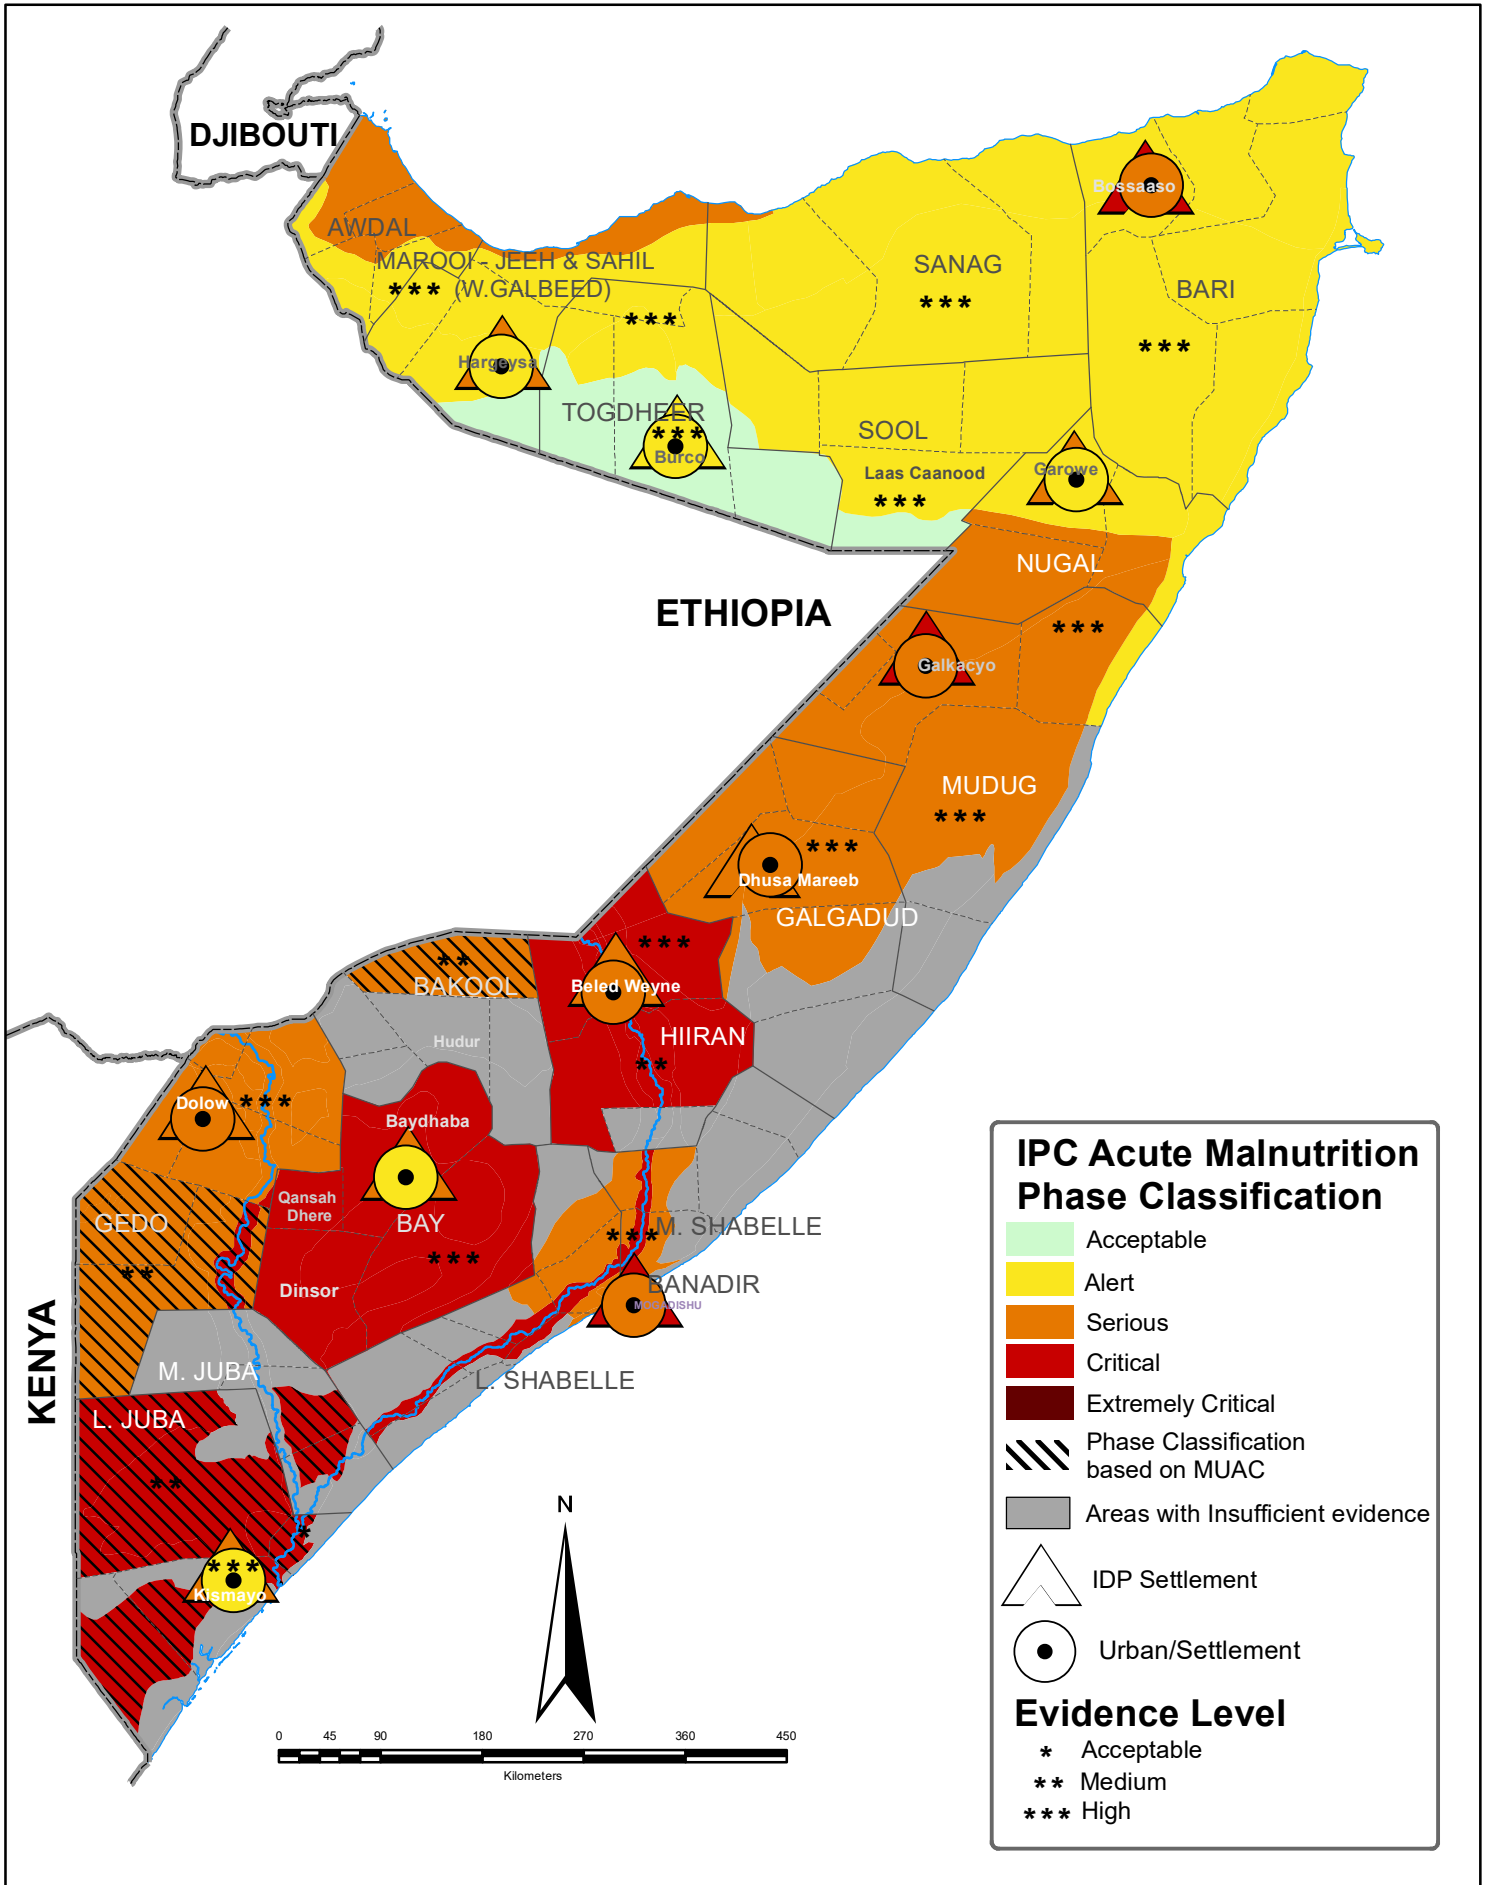 DJIBOUTI
Bossaaso
AWDAL
MAROOI - JEEH & SAHIL
(W.GALBEED)
***
SANAG
***
BARI
***
***
Hargeysa
TOGDHEER
***
Burco
SOOL
Laas Caanood
***
Garowe
NUGAL
ETHIOPIA
***
Galkacyo
MUDUG
***
***
Dhusa Mareeb
GALGADUD
***
**
BAKOOL
Beled Weyne
HIIRAN
**
Hudur
Dolow
***
Baydhaba
Qansah
Dhere
BAY
***
GEDO
**
Dinsor
***
M. SHABELLE
BANADIR
MOGADISHU
KENYA
M. JUBA
L. SHABELLE
L. JUBA
**
*
***
Kismayo
N
0 45 90 180 270 360 450
Kilometers
IPC Acute Malnutrition
Phase Classification
Acceptable
Alert
Serious
Critical
Extremely Critical
Phase Classification
based on MUAC
Areas with Insufficient evidence
IDP Settlement
Urban/Settlement
Evidence Level
* Acceptable
** Medium
*** High